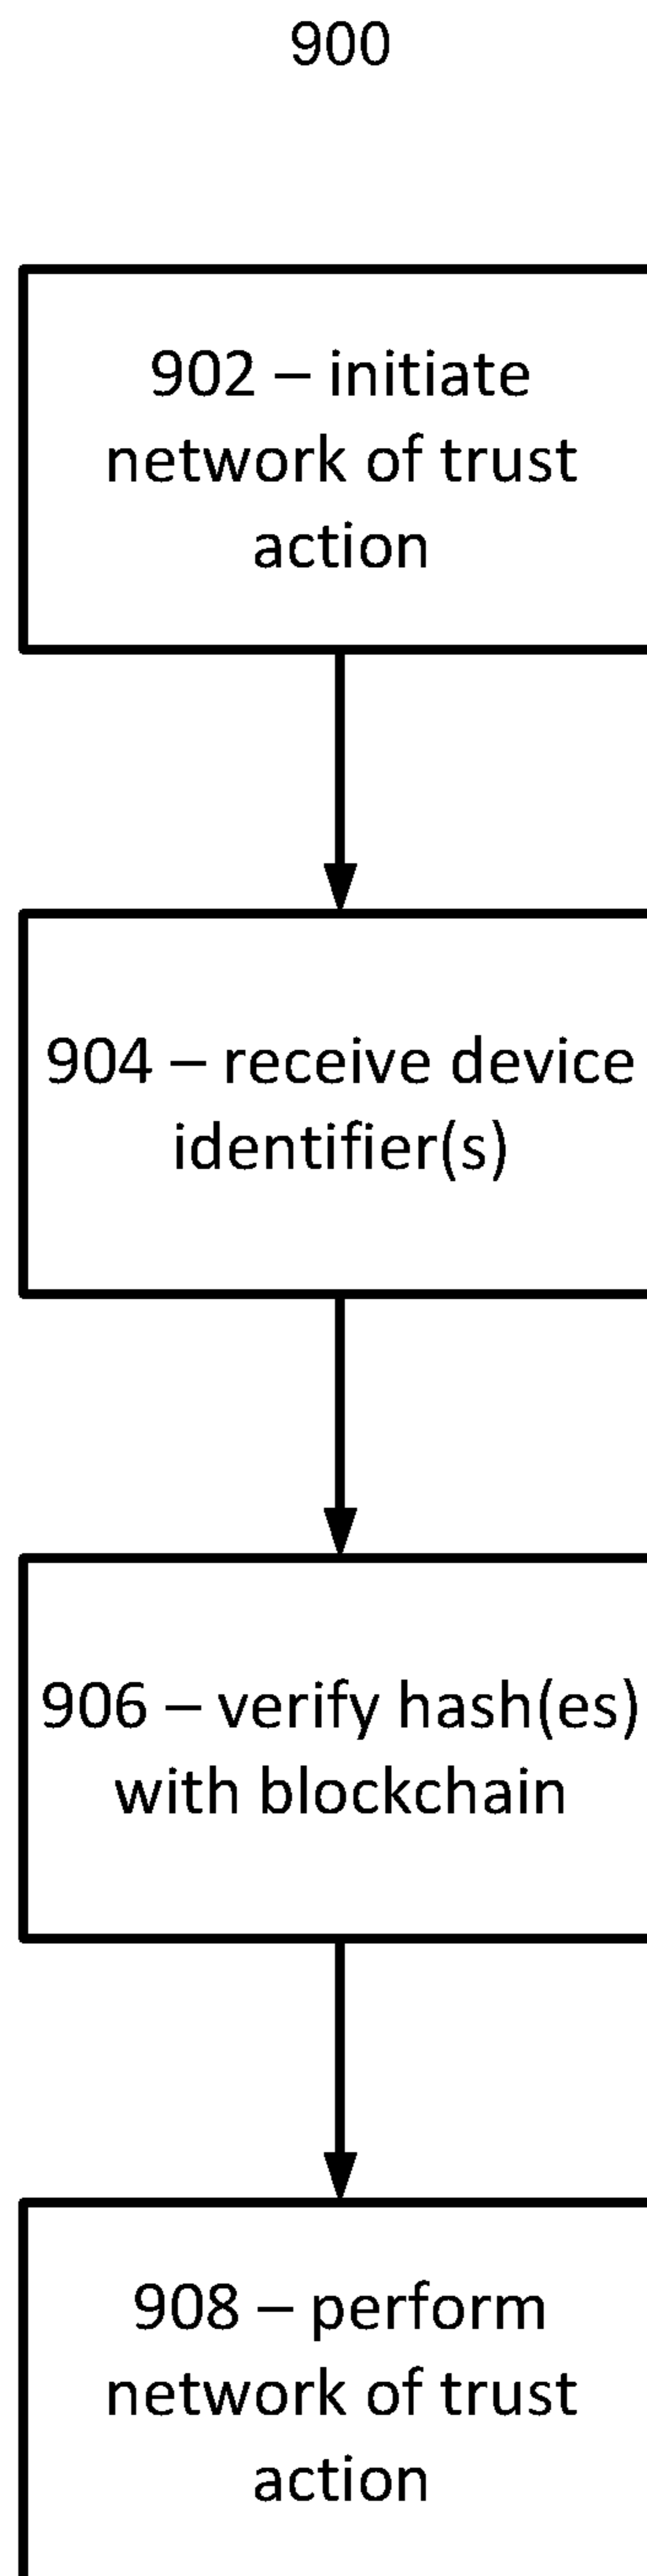 900
902 – initiate
network of trust
action
904 – receive device
identifier(s)
906 – verify hash(es)
with blockchain
908 – perform
network of trust
action